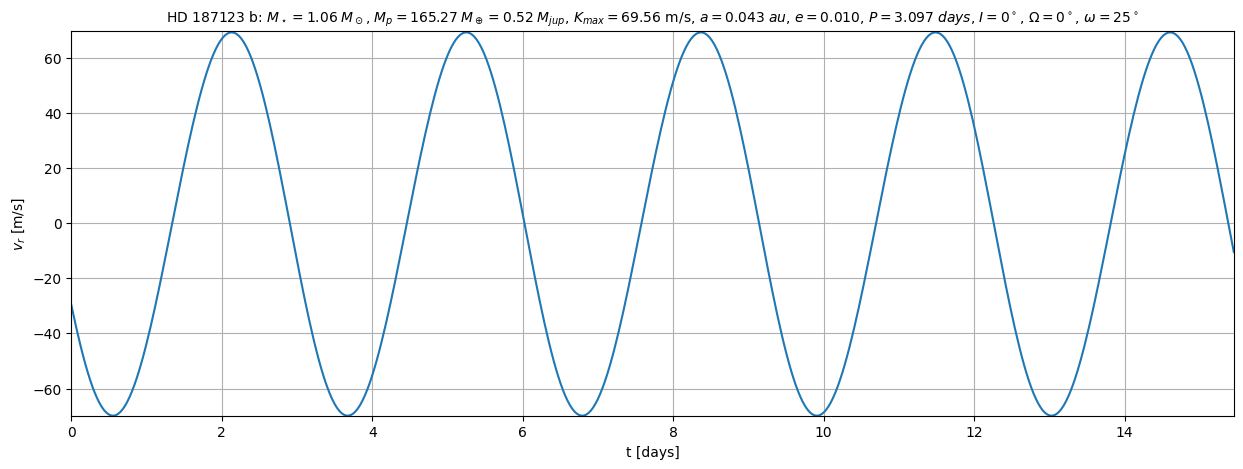 HD 187123 b: M⋆ = 1.06 M⊙, Mp = 165.27 M⊕ = 0.52 Mjup, Kmax = 69.56 m/s, a = 0.043 au, e = 0.010, P = 3.097 days, I = 0°, Ω = 0°, ω = 25°
60
40
20
0
−20
−40
−60
vr [m/s]
0 2 4 6 8 10 12 14
t [days]